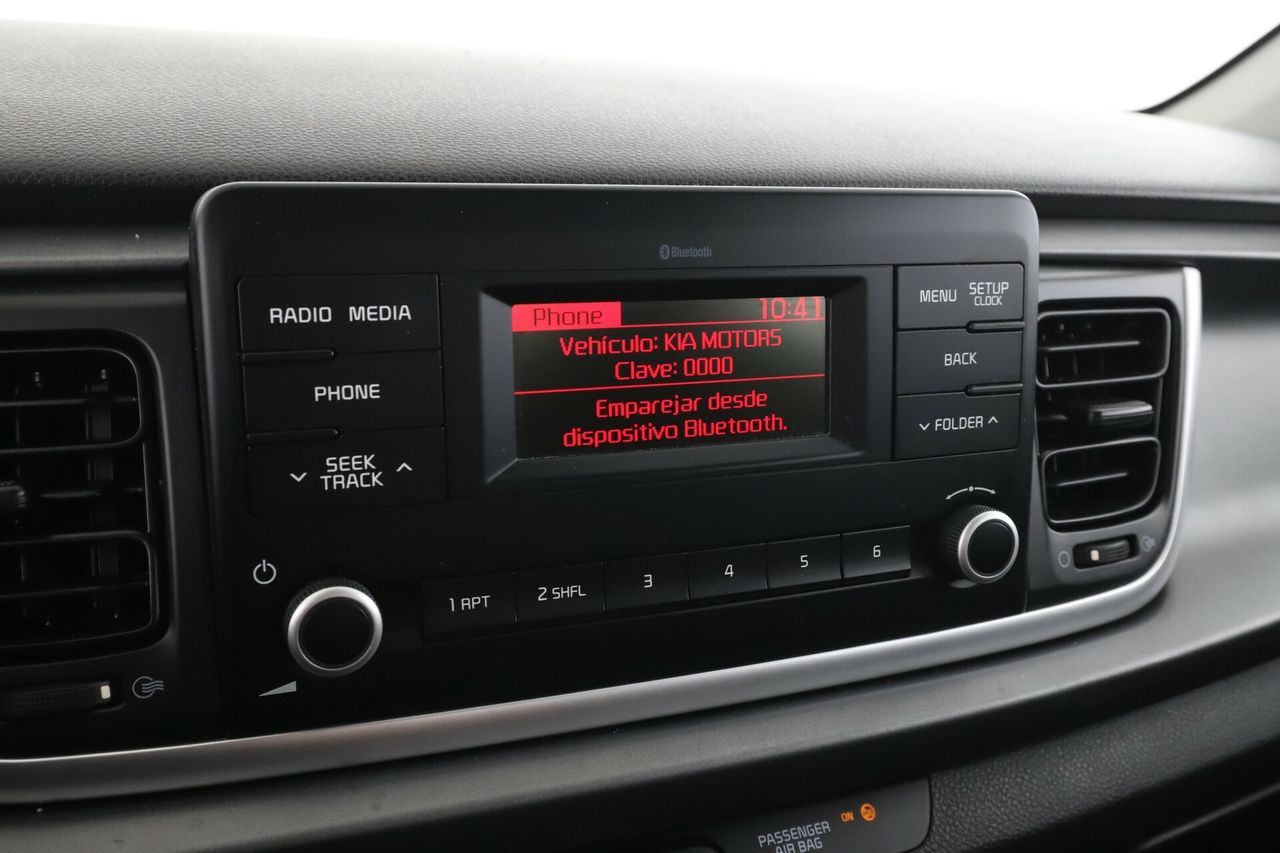 Bluetooth
RADIO MEDIA
PHONE
SEEK
TRACK
Phone 10:41
Vehículo: KIA MOTORS
Clave: 0000
Emparejar desde
dispositivo Bluetooth.
MENU SETUP
CLOCK
BACK
FOLDER
1 RPT 2 SHFL 3 4 5 6
PASSENGER
AIR BAG
ON